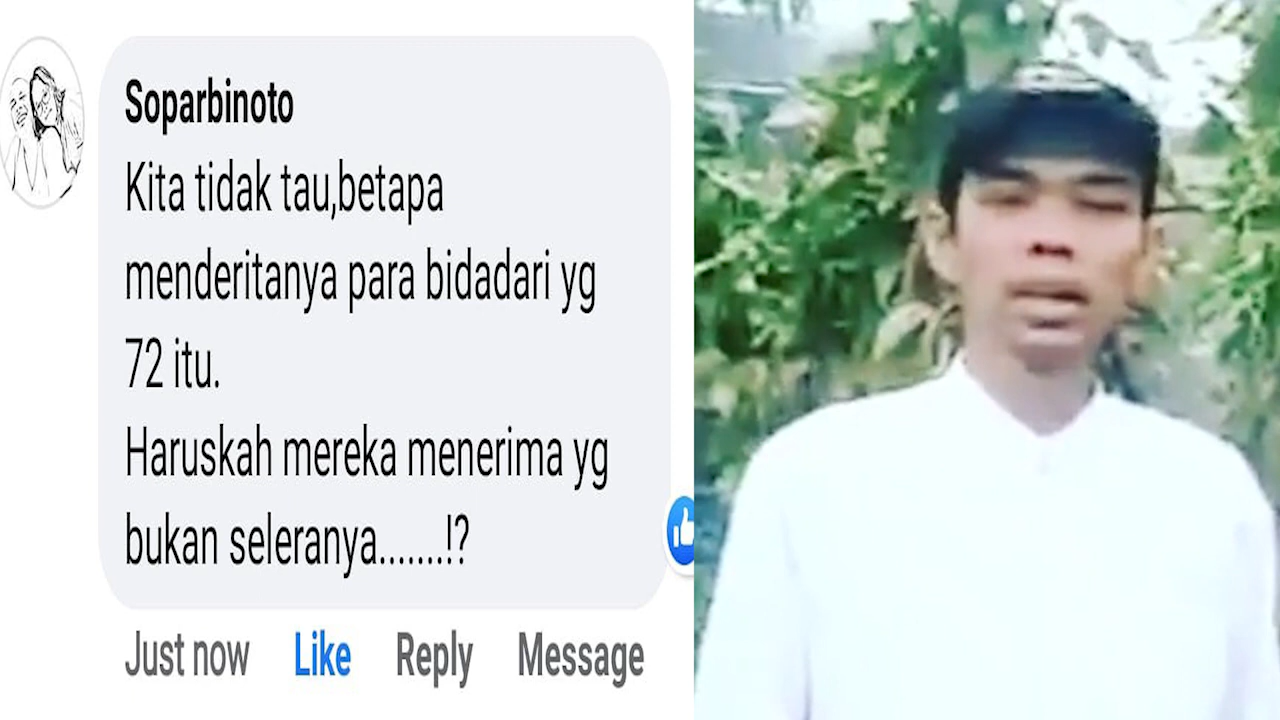 Soparbinoto
Kita tidak tau,betapa
menderitanya para bidadari yg
72 itu.
Haruskah mereka menerima yg
bukan seleranya.......!?
Just now Like Reply Message